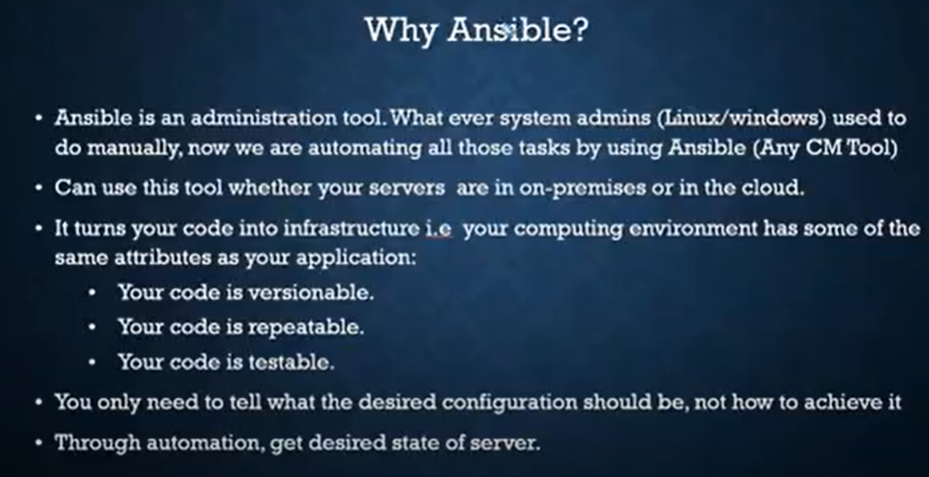 Why Ansible?
• Ansible is an administration tool. What ever system admins (Linux/windows) used to
do manually, now we are automating all those tasks by using Ansible (Any CM Tool)
• Can use this tool whether your servers are in on-premises or in the cloud.
• It turns your code into infrastructure i.e your computing environment has some of the
same attributes as your application:
• Your code is versionable.
• Your code is repeatable.
• Your code is testable.
• You only need to tell what the desired configuration should be, not how to achieve it
• Through automation, get desired state of server.